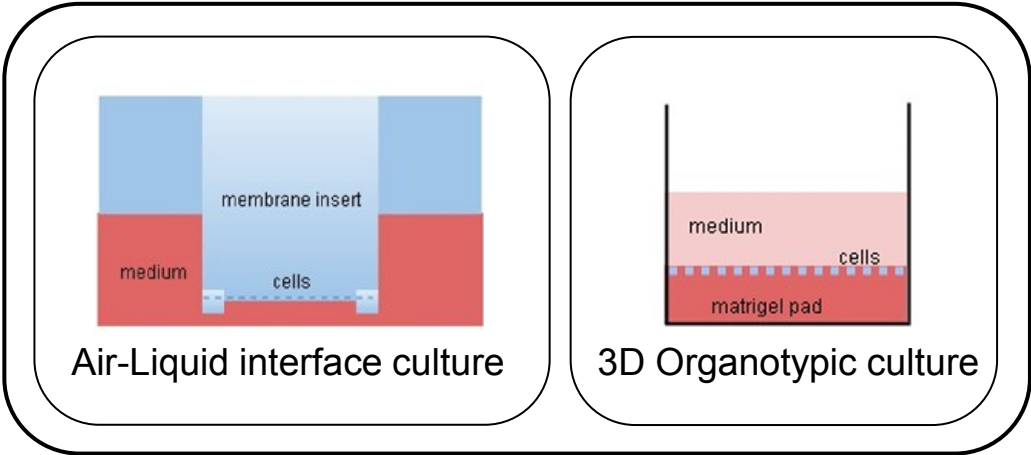 membrane insert
medium
cells
Air-Liquid interface culture
medium
cells
matrigel pad
3D Organotypic culture